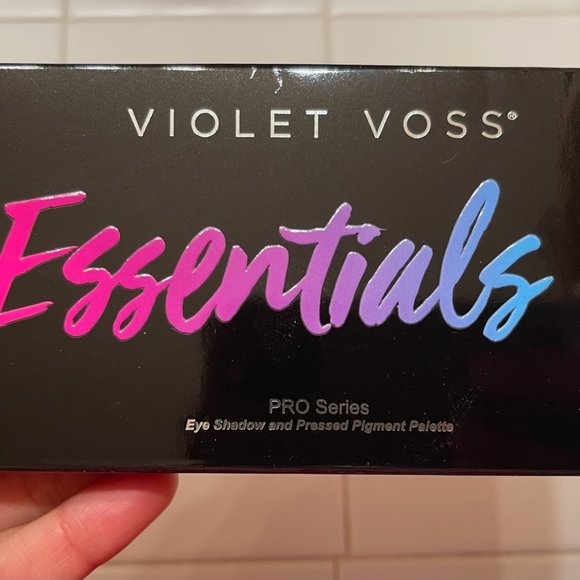 VIOLET VOSS®
Essentials
PRO Series
Eye Shadow and Pressed Pigment Palette